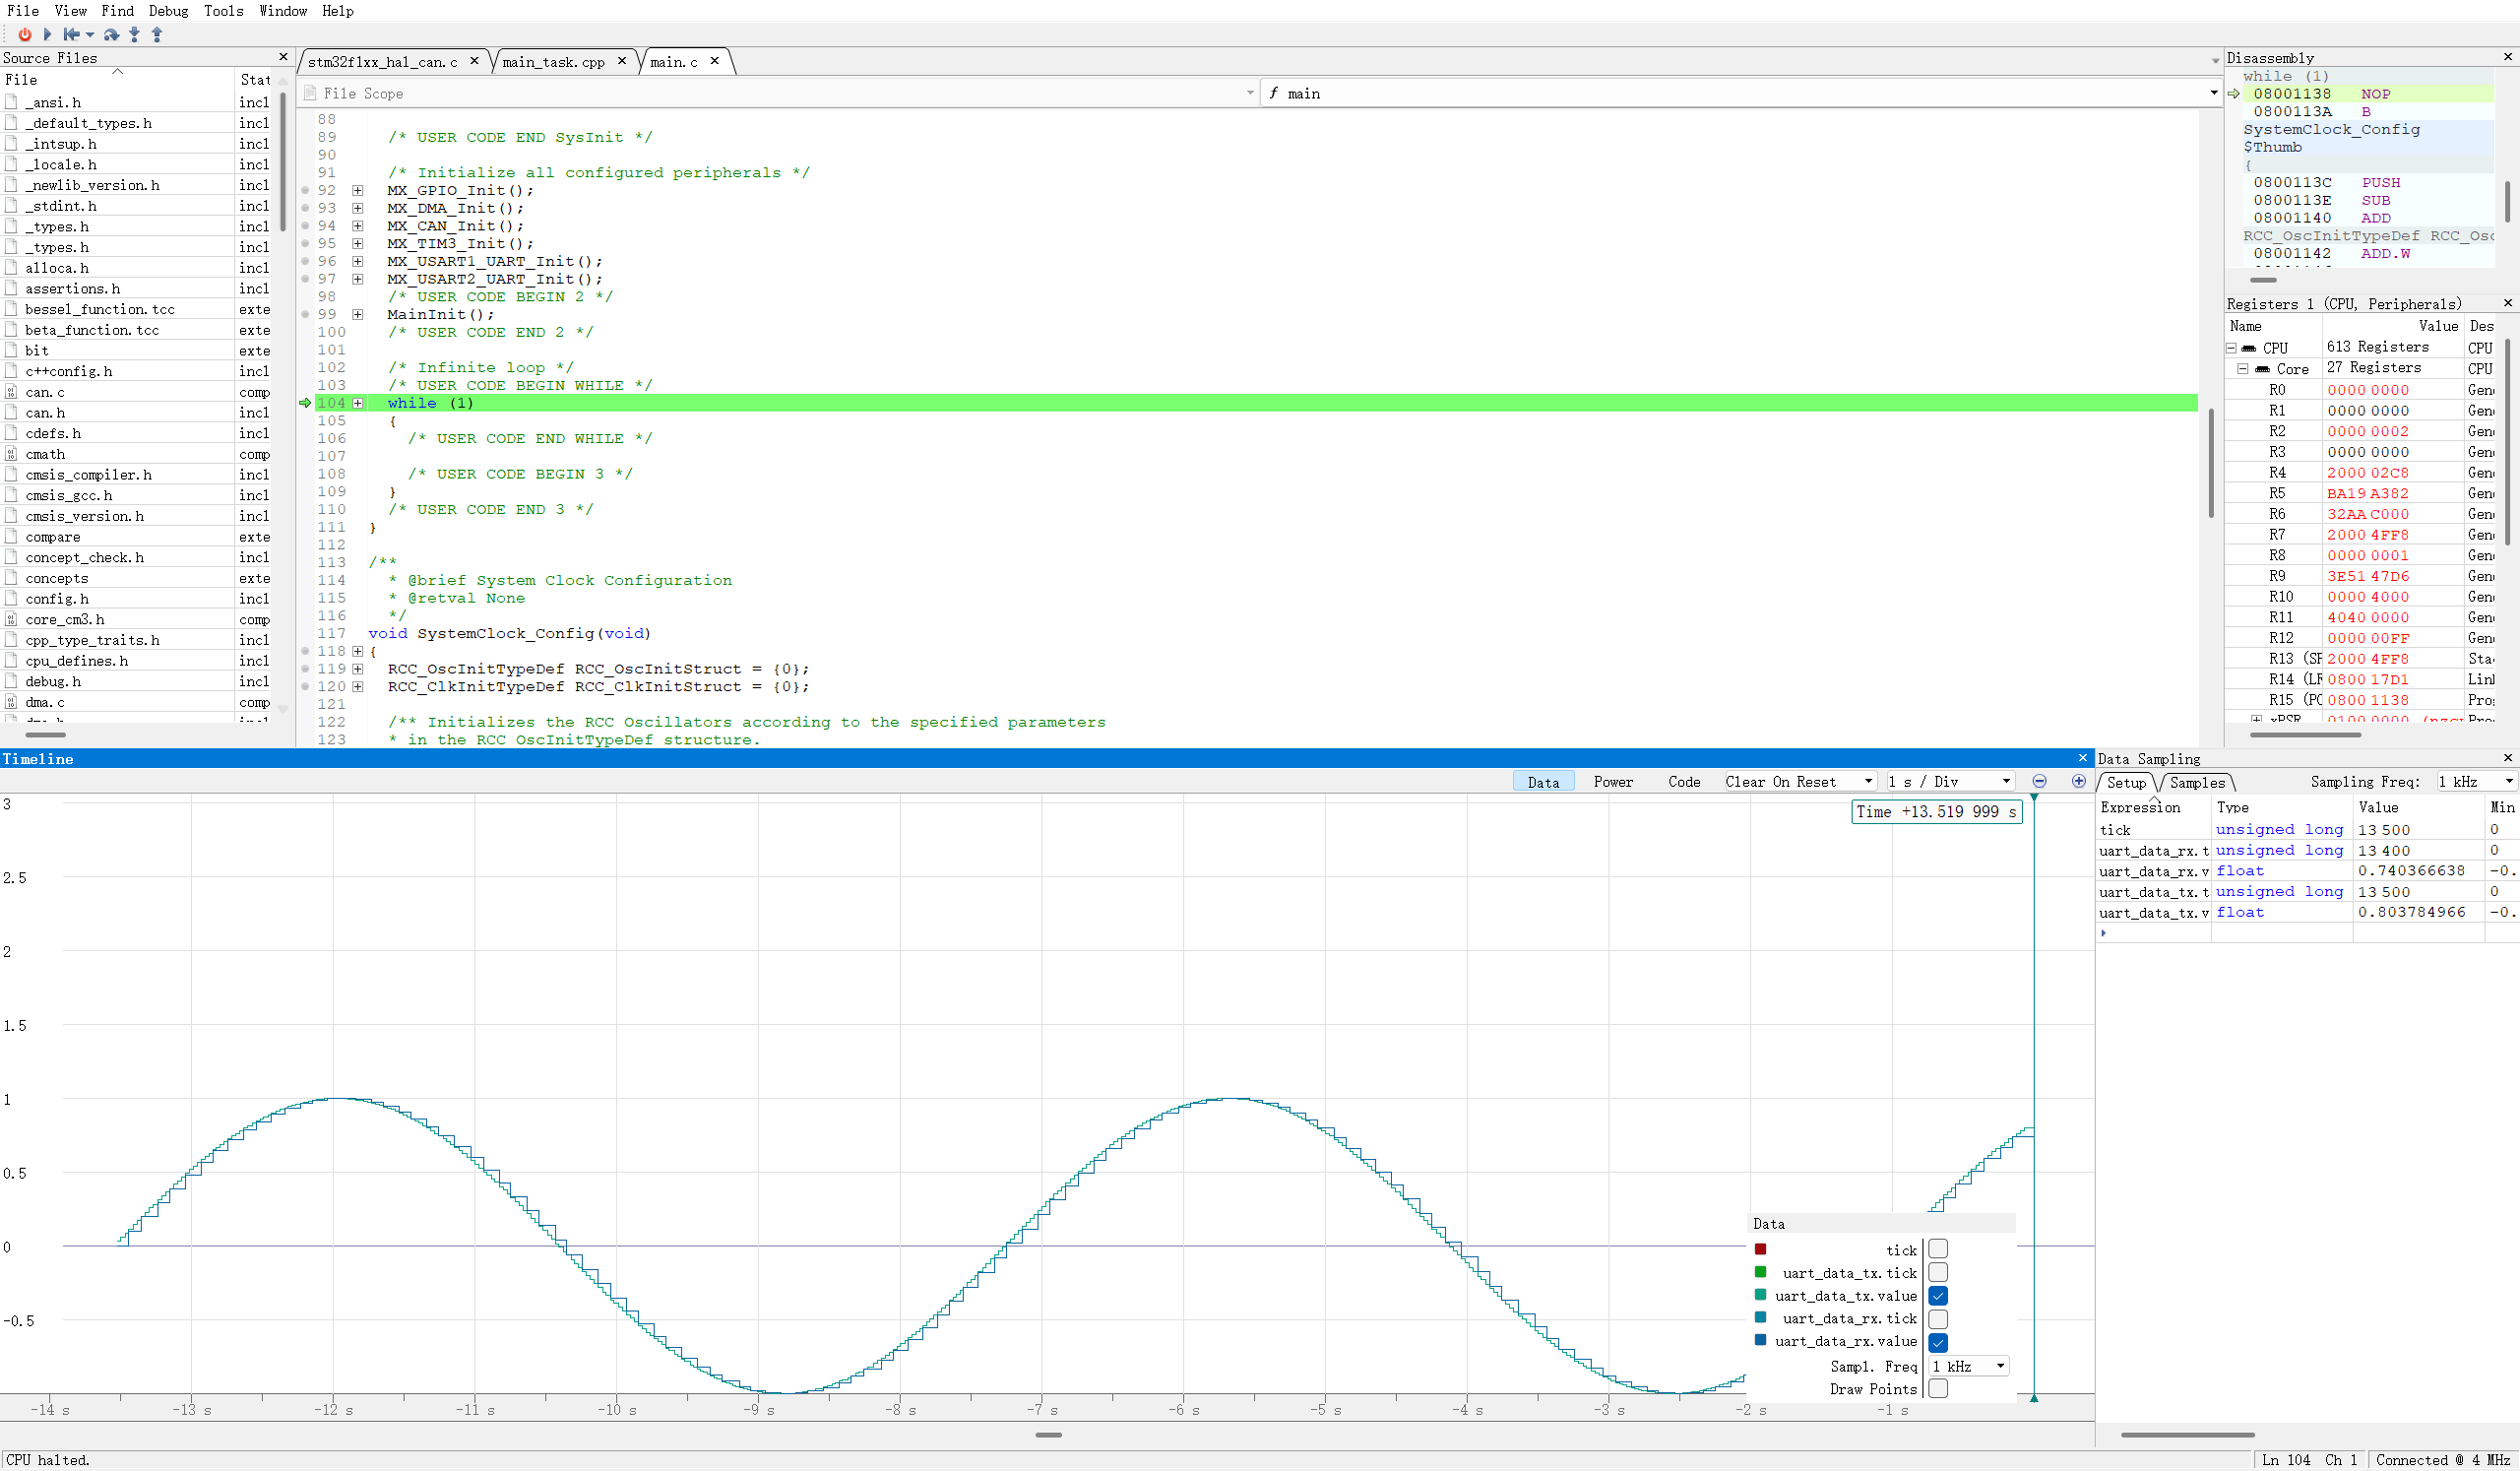 File View Find Debug Tools Window Help
Source Files
File Stat
_ansi.h incl
_default_types.h incl
_intsup.h incl
_locale.h incl
_newlib_version.h incl
_stdint.h incl
_types.h incl
_types.h incl
alloca.h incl
assertions.h incl
bessel_function.tcc exte
beta_function.tcc exte
bit exte
c++config.h incl
can.c comp
can.h incl
cdefs.h incl
cmath comp
cmsis_compiler.h incl
cmsis_gcc.h incl
cmsis_version.h incl
compare exte
concept_check.h incl
concepts exte
config.h incl
core_cm3.h comp
cpp_type_traits.h incl
cpu_defines.h incl
debug.h incl
dma.c comp
stm32f1xx_hal_can.c main_task.cpp main.c
File Scope f main
88
89 /* USER CODE END SysInit */
90
91 /* Initialize all configured peripherals */
92 MX_GPIO_Init();
93 MX_DMA_Init();
94 MX_CAN_Init();
95 MX_TIM3_Init();
96 MX_USART1_UART_Init();
97 MX_USART2_UART_Init();
98 /* USER CODE BEGIN 2 */
99 MainInit();
100 /* USER CODE END 2 */
101
102 /* Infinite loop */
103 /* USER CODE BEGIN WHILE */
104 while (1)
105 {
106 /* USER CODE END WHILE */
107
108 /* USER CODE BEGIN 3 */
109 }
110 /* USER CODE END 3 */
111 }
112
113 /**
114 * @brief System Clock Configuration
115 * @retval None
116 */
117 void SystemClock_Config(void)
118 {
119 RCC_OscInitTypeDef RCC_OscInitStruct = {0};
120 RCC_ClkInitTypeDef RCC_ClkInitStruct = {0};
121
122 /** Initializes the RCC Oscillators according to the specified parameters
123 * in the RCC_OscInitTypeDef structure.
Disassembly
while (1)
08001138 NOP
0800113A B
SystemClock_Config
$Thumb
{
0800113C PUSH
0800113E SUB
08001140 ADD
RCC_OscInitTypeDef RCC_Osc
08001142 ADD.W
Registers 1 (CPU, Peripherals)
Name Value Des
CPU 613 Registers CPU
Core 27 Registers CPU
R0 0000 0000 Gen
R1 0000 0000 Gen
R2 0000 0002 Gen
R3 0000 0000 Gen
R4 2000 02C8 Gen
R5 BA19 A382 Gen
R6 32AA C000 Gen
R7 2000 4FF8 Gen
R8 0000 0001 Gen
R9 3E51 47D6 Gen
R10 0000 4000 Gen
R11 4040 0000 Gen
R12 0000 00FF Gen
R13 (SP 2000 4FF8 Sta
R14 (LR 0800 17D1 Lin
R15 (PC 0800 1138 Pro
xPSR 0100 0000 Pro
Timeline
Data Power Code Clear On Reset 1 s / Div
Time +13.519 999 s
3
2.5
2
1.5
1
0.5
0
-0.5
-14 s -13 s -12 s -11 s -10 s -9 s -8 s -7 s -6 s -5 s -4 s -3 s -2 s -1 s
Data
tick
uart_data_tx.tick
uart_data_tx.value
uart_data_rx.tick
uart_data_rx.value
Sampl. Freq 1 kHz
Draw Points
Data Sampling
Setup Samples Sampling Freq: 1 kHz
Expression Type Value Min
tick unsigned long 13 500 0
uart_data_rx.t unsigned long 13 400 0
uart_data_rx.v float 0.740366638 -0.
uart_data_tx.t unsigned long 13 500 0
uart_data_tx.v float 0.803784966 -0.
CPU halted.
Ln 104 Ch 1 Connected @ 4 MHz